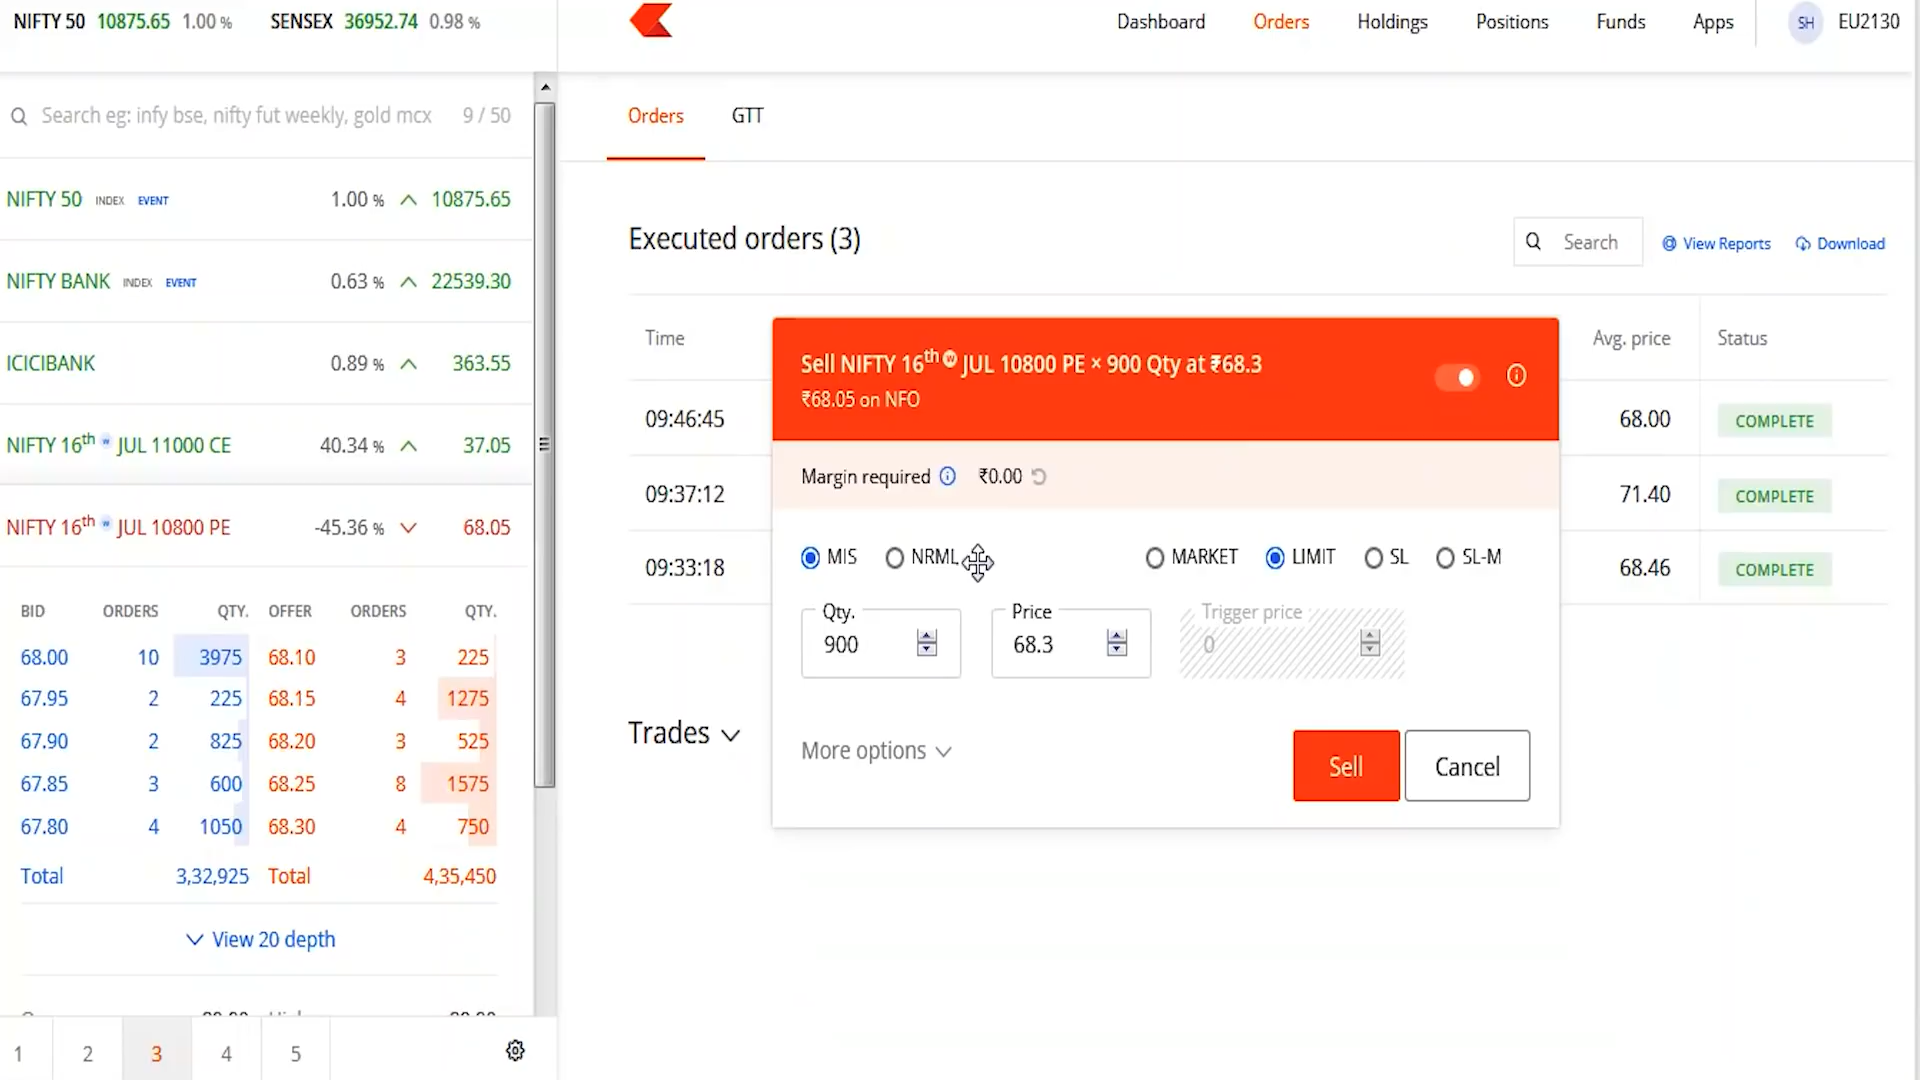 NIFTY 50 10875.65 1.00 % SENSEX 36952.74 0.98 %
Dashboard Orders Holdings Positions Funds Apps SH EU2130
Search eg: infy bse, nifty fut weekly, gold mcx 9 / 50
NIFTY 50 INDEX EVENT 1.00 % 10875.65
NIFTY BANK INDEX EVENT 0.63 % 22539.30
ICICIBANK 0.89 % 363.55
NIFTY 16th w JUL 11000 CE 40.34 % 37.05
NIFTY 16th w JUL 10800 PE -45.36 % 68.05
BID ORDERS QTY. OFFER ORDERS QTY.
68.00 10 3975 68.10 3 225
67.95 2 225 68.15 4 1275
67.90 2 825 68.20 3 525
67.85 3 600 68.25 8 1575
67.80 4 1050 68.30 4 750
Total 3,32,925 Total 4,35,450
View 20 depth
1 2 3 4 5
Orders GTT
Executed orders (3)
Search View Reports Download
Time Avg. price Status
09:46:45 68.00 COMPLETE
09:37:12 71.40 COMPLETE
09:33:18 68.46 COMPLETE
Trades
Sell NIFTY 16th w JUL 10800 PE × 900 Qty at ₹68.3
₹68.05 on NFO
Margin required ₹0.00
MIS NRML MARKET LIMIT SL SL-M
Qty. Price Trigger price
900 68.3 0
More options Sell Cancel